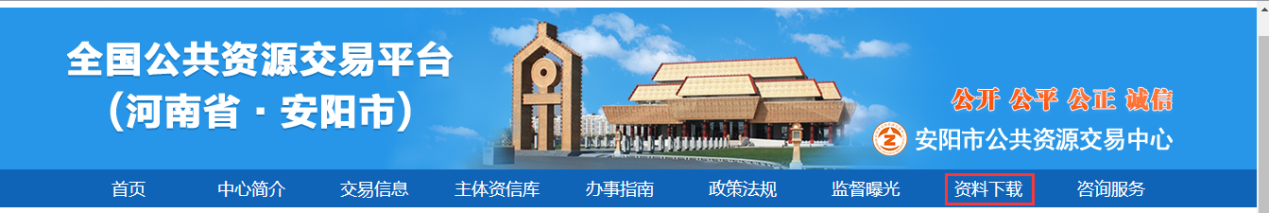 全国公共资源交易平台
（河南省·安阳市）
公开 公平 公正 诚信
安阳市公共资源交易中心
首页 中心简介 交易信息 主体资信库 办事指南 政策法规 监督曝光 资料下载 咨询服务